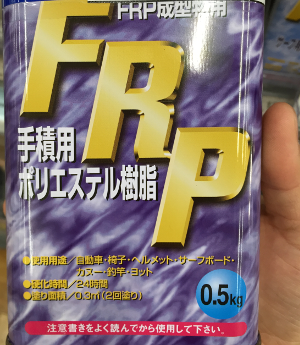 FRP成型専用
FRP
手積用
ポリエステル樹脂
●使用用途／自動車・椅子・ヘルメット・サーフボード・
カヌー・釣竿・ヨット
●硬化時間／24時間
●塗り面積／0.3㎡(2回塗り)
0.5kg
注意書きをよく読んでから使用して下さい。